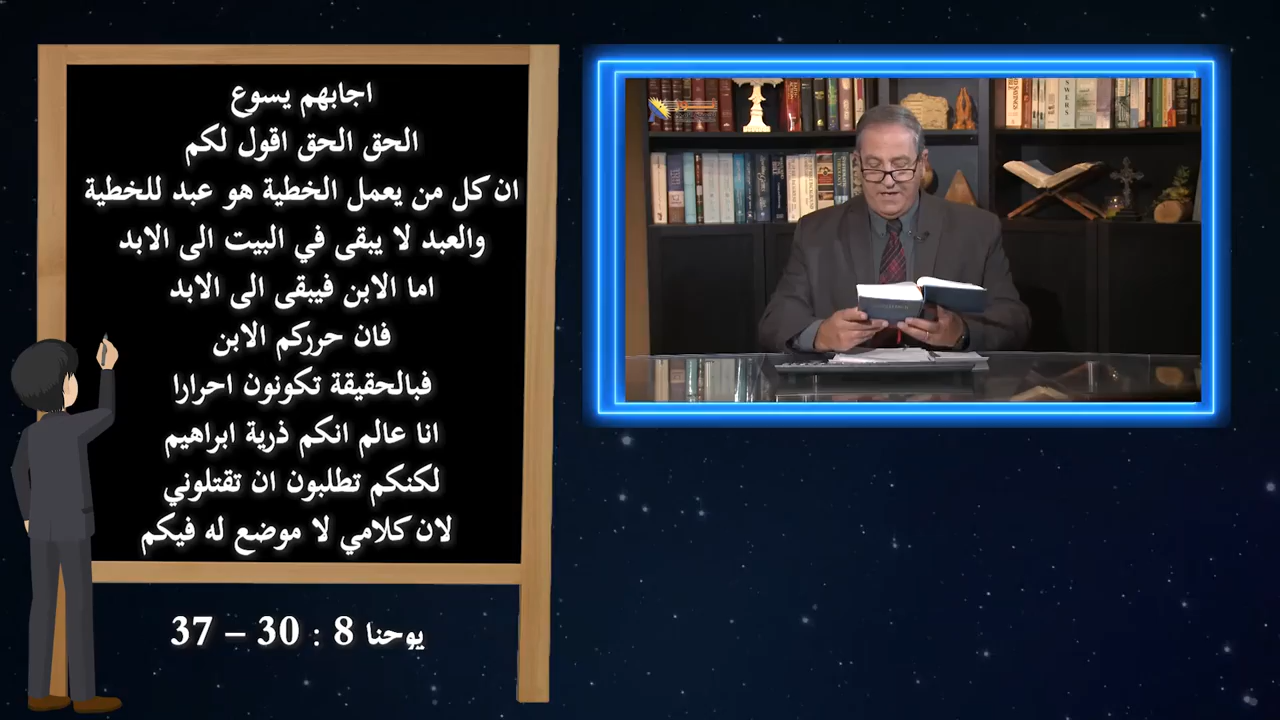 اجابهم يسوع
الحق الحق اقول لكم
ان كل من يعمل الخطية هو عبد للخطية
والعبد لا يبقى في البيت الى الابد
اما الابن فيبقى الى الابد
فان حرركم الابن
فبالحقيقة تكونون احرارا
انا عالم انكم ذرية ابراهيم
لكنكم تطلبون ان تقتلوني
لان كلامي لا موضع له فيكم
يوحنا 8 : 30 – 37